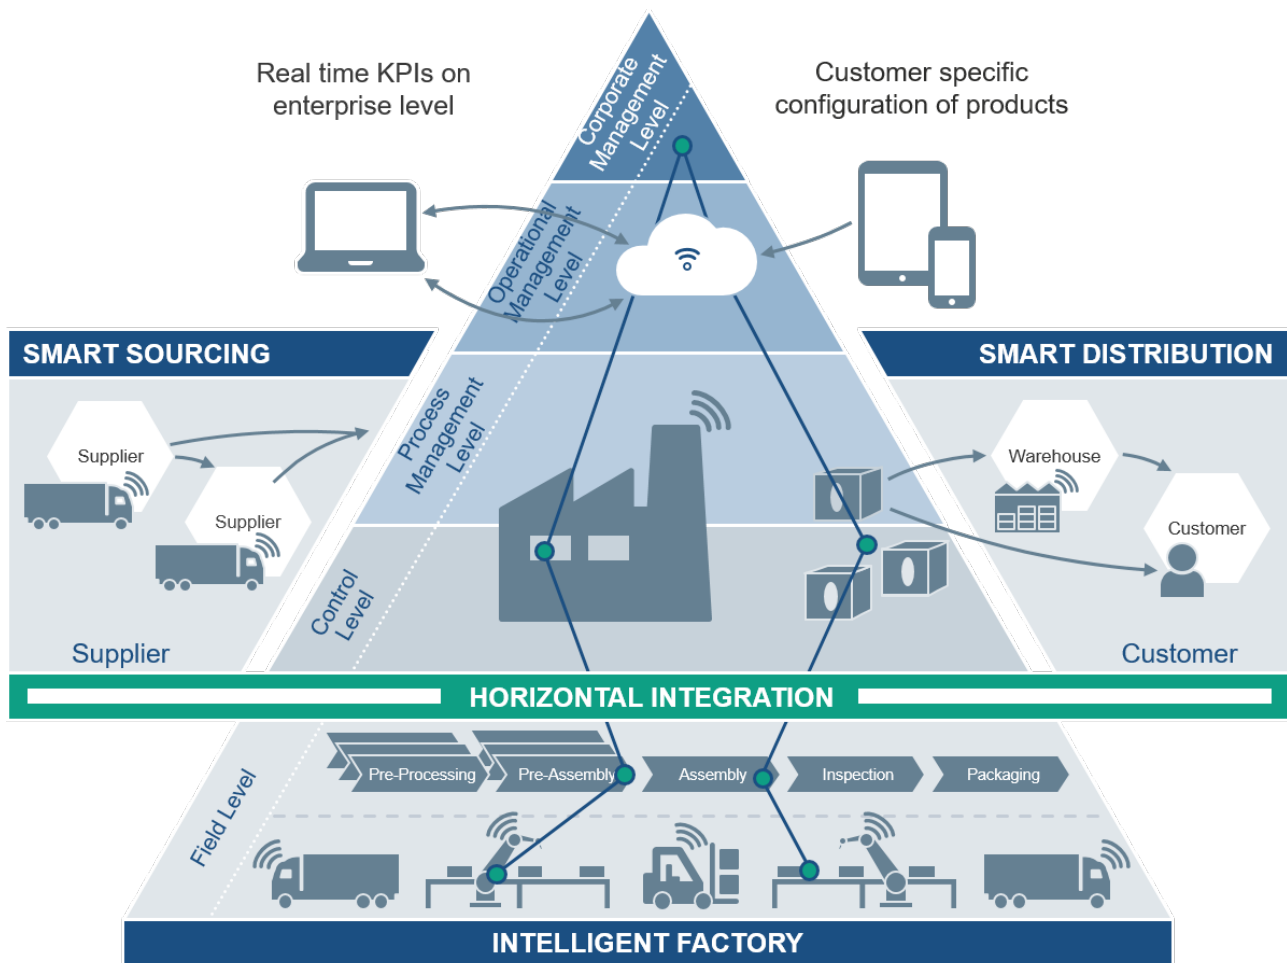 Real time KPIs on
enterprise level
Customer specific
configuration of products
Corporate
Management
Level
Operational
Management
Level
Process
Management
Level
Control
Level
SMART SOURCING
Supplier
Supplier
Supplier
SMART DISTRIBUTION
Warehouse
Customer
Customer
HORIZONTAL INTEGRATION
Field Level
Pre-Processing
Pre-Assembly
Assembly
Inspection
Packaging
INTELLIGENT FACTORY